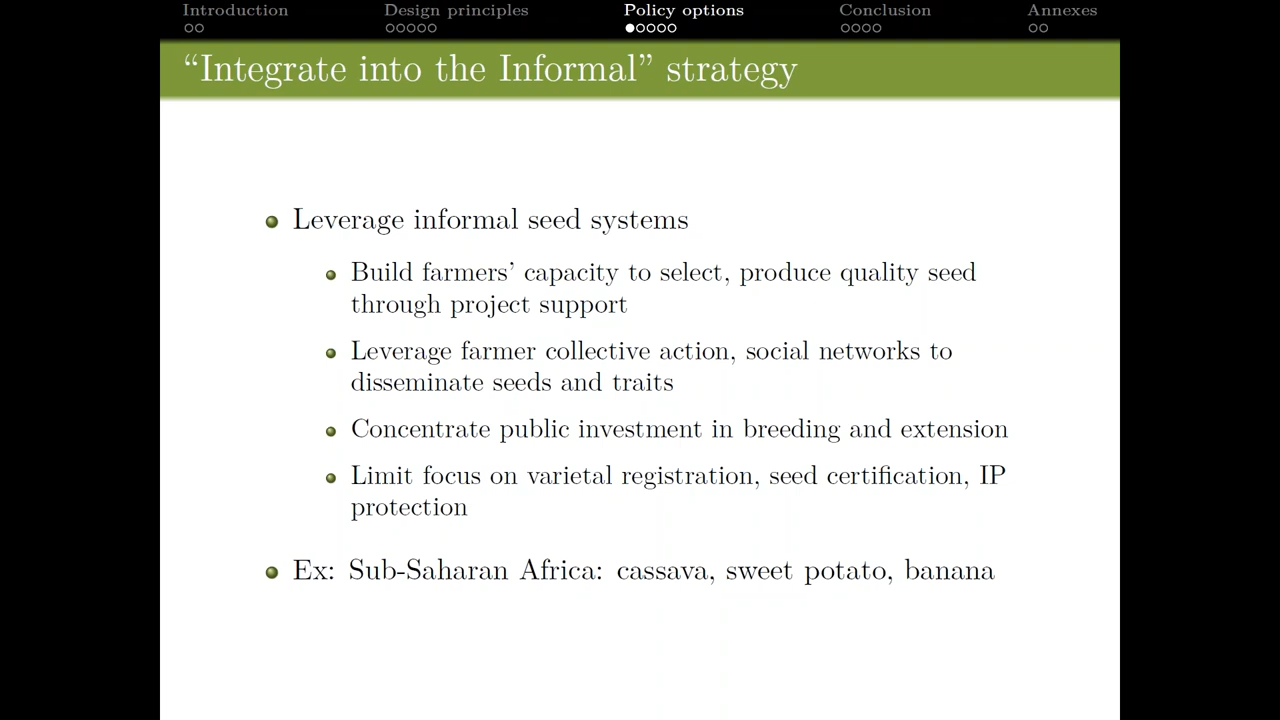 Introduction Design principles Policy options Conclusion Annexes
“Integrate into the Informal” strategy
Leverage informal seed systems
Build farmers’ capacity to select, produce quality seed
through project support
Leverage farmer collective action, social networks to
disseminate seeds and traits
Concentrate public investment in breeding and extension
Limit focus on varietal registration, seed certification, IP
protection
Ex: Sub-Saharan Africa: cassava, sweet potato, banana